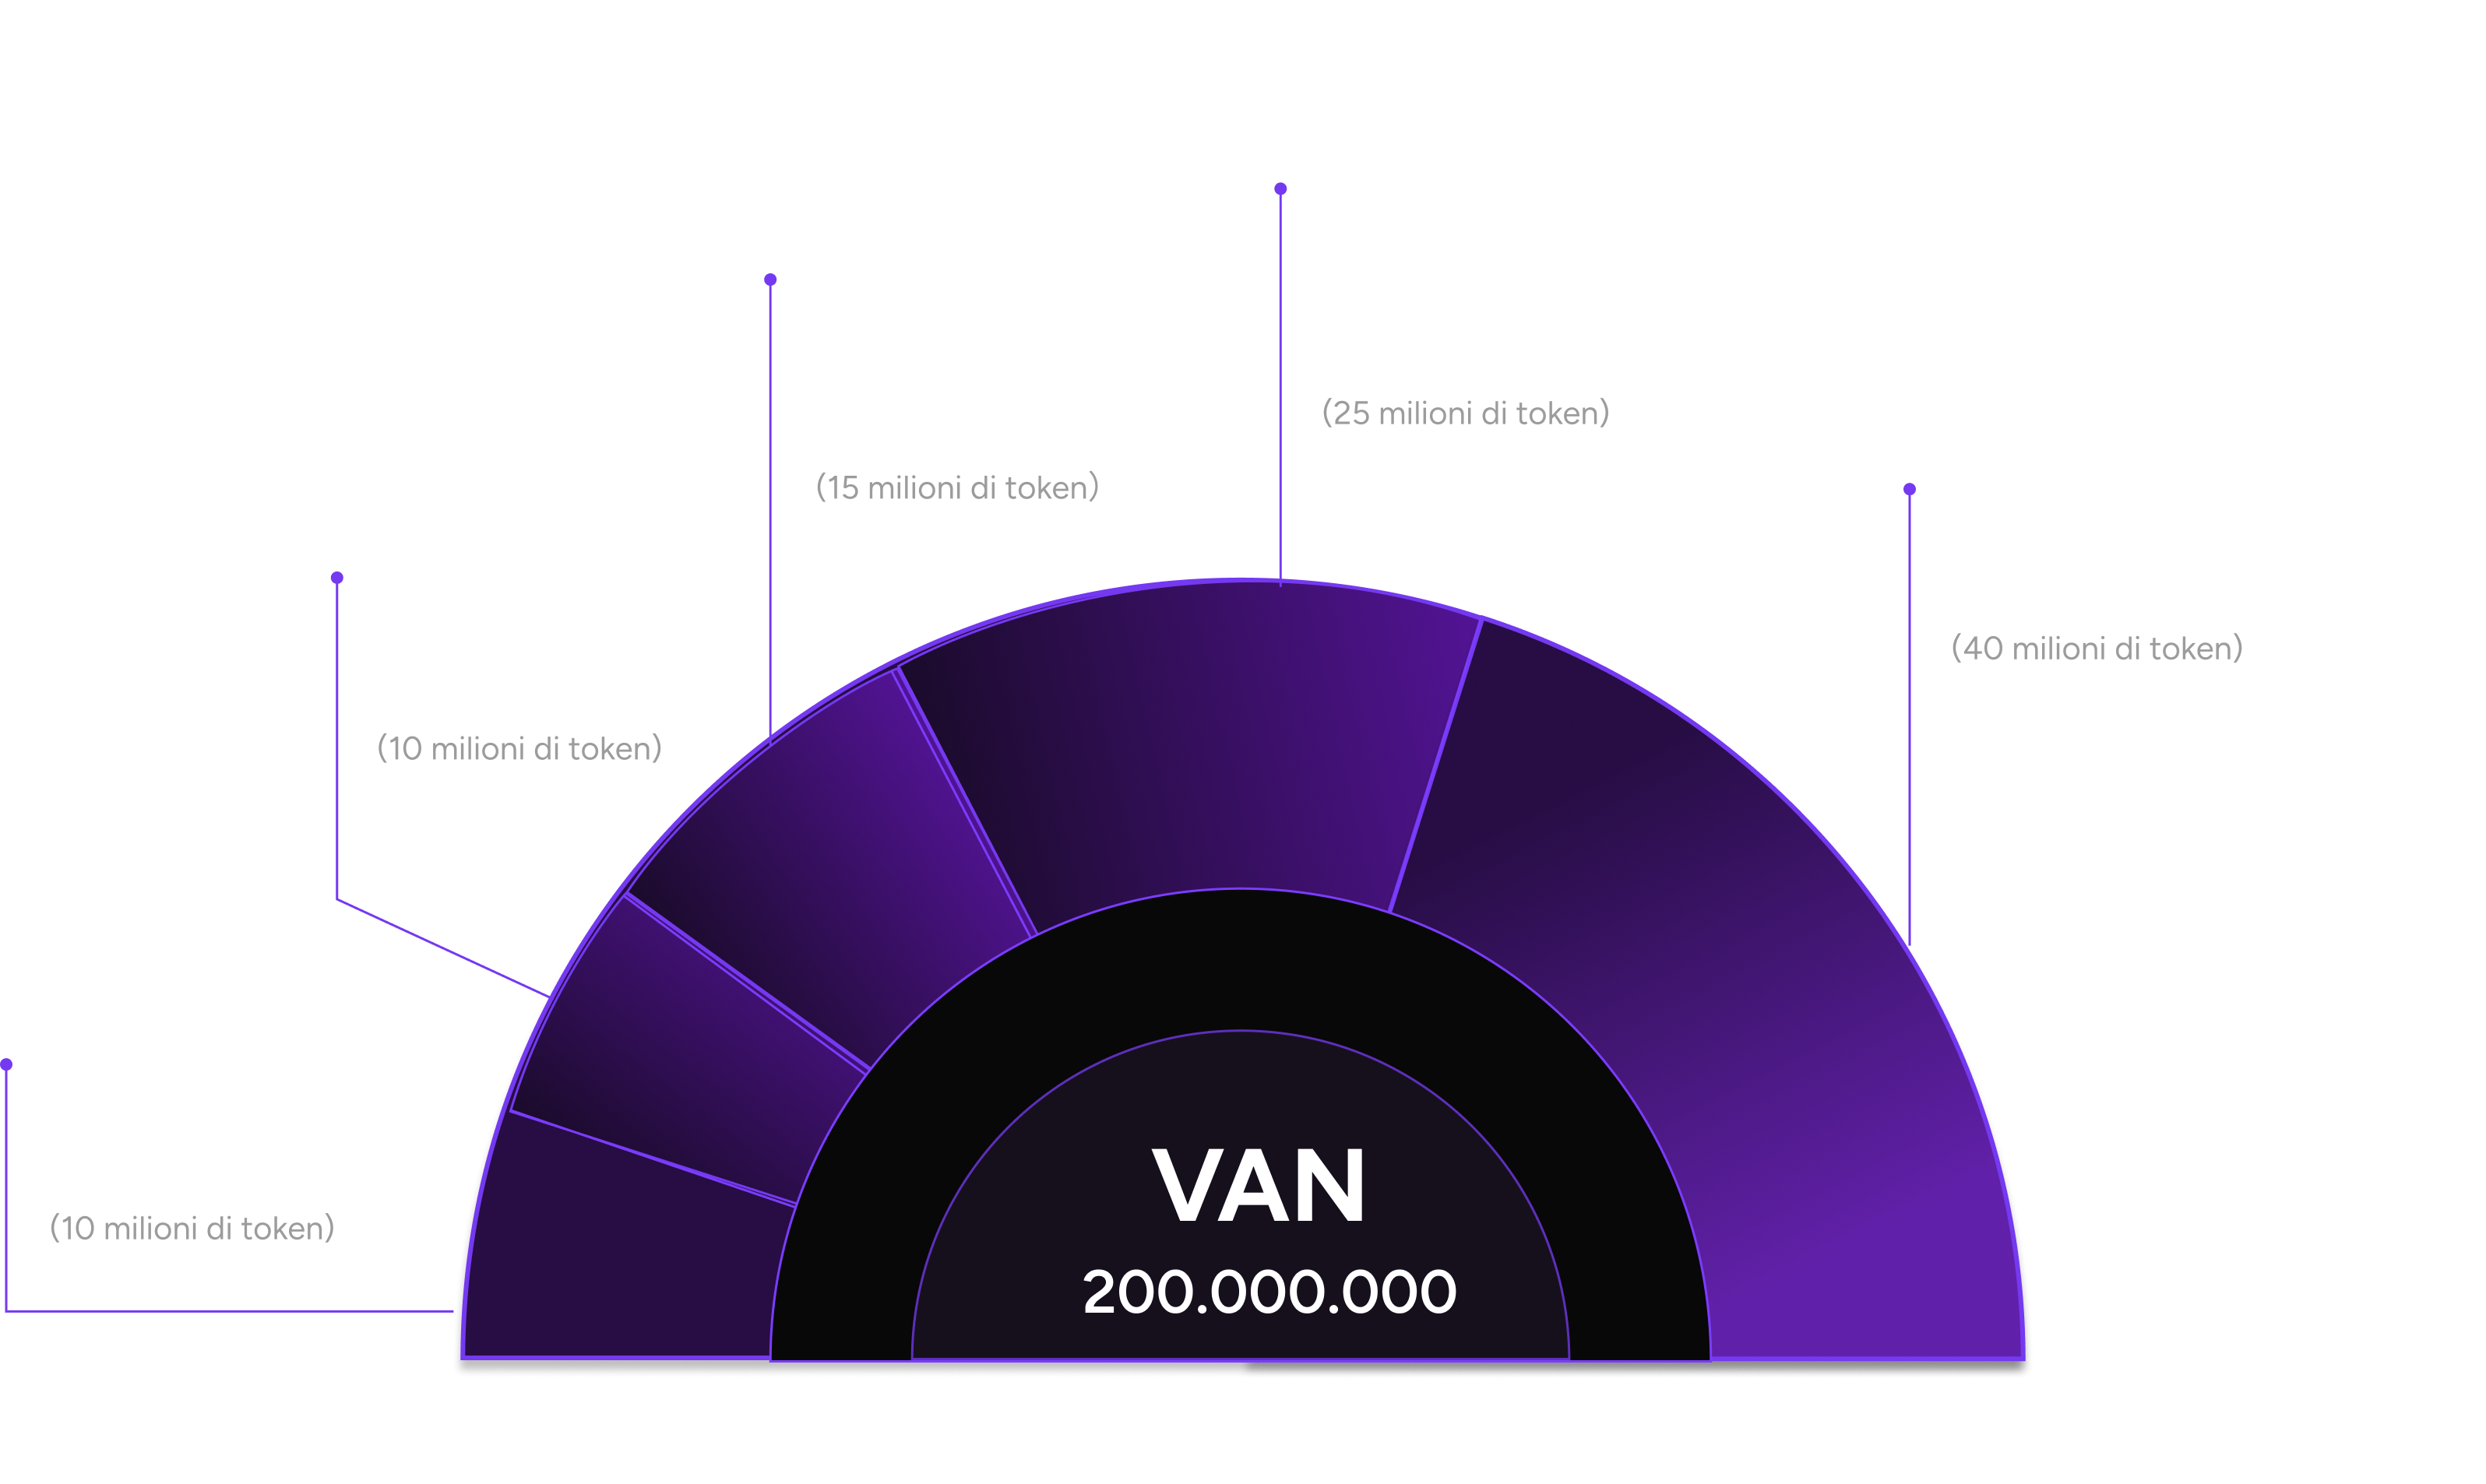 (25 milioni di token)
(15 milioni di token)
(40 milioni di token)
(10 milioni di token)
(10 milioni di token)
VAN
200.000.000